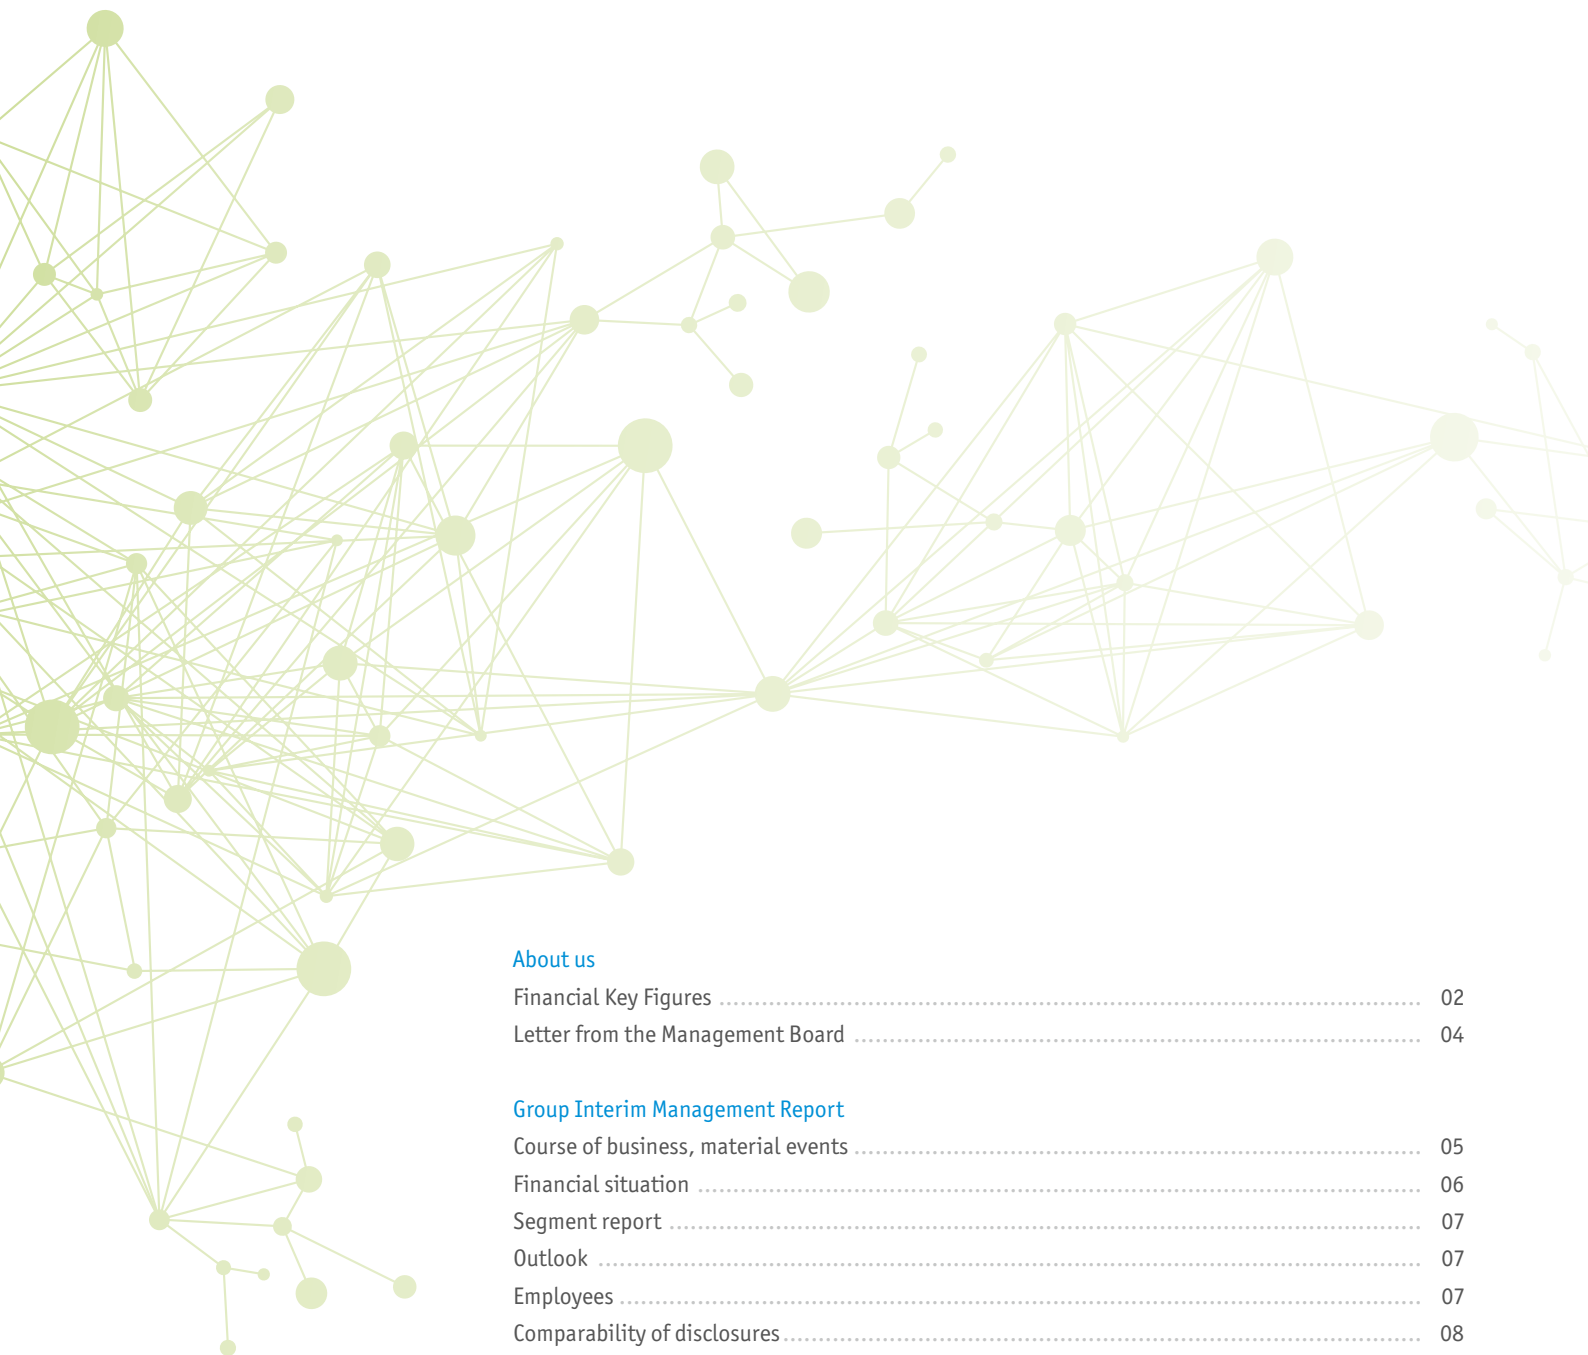 About us
Financial Key Figures ........ 02
Letter from the Management Board ........ 04
Group Interim Management Report
Course of business, material events ........ 05
Financial situation ........ 06
Segment report ........ 07
Outlook ........ 07
Employees ........ 07
Comparability of disclosures ........ 08